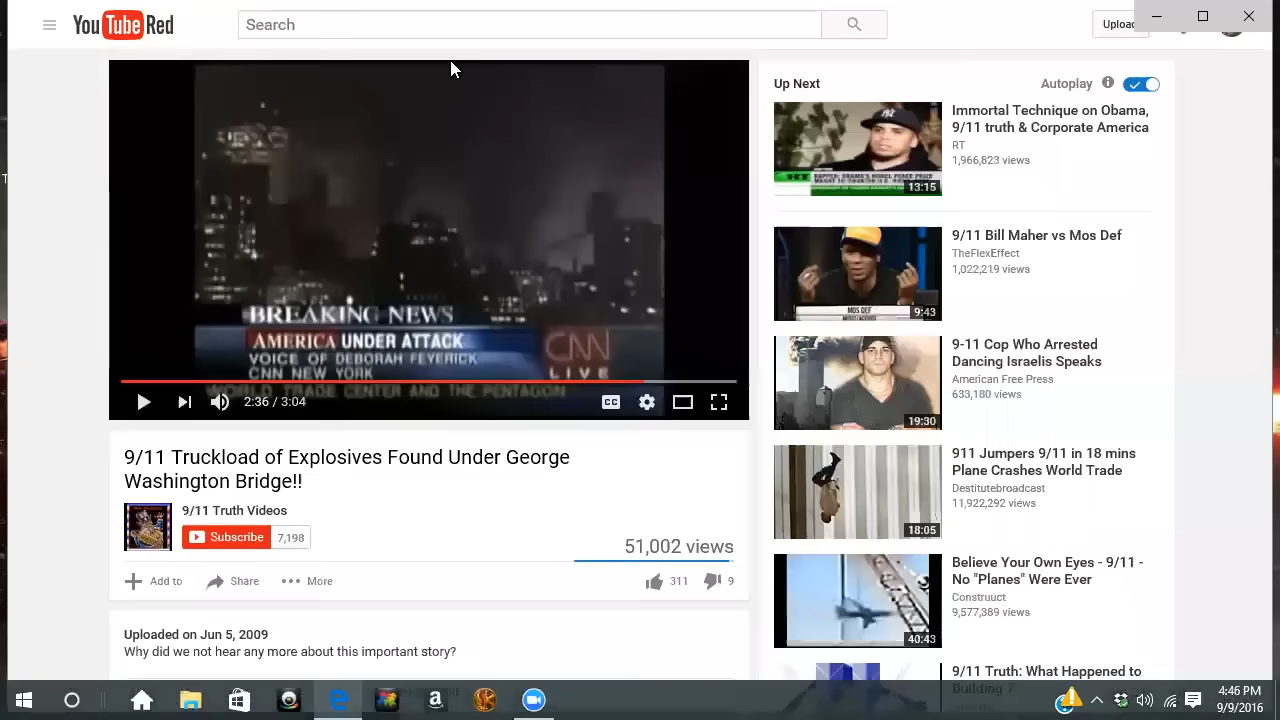 YouTube Red
Search
Upload
BREAKING NEWS
AMERICA UNDER ATTACK
VOICE OF DEBORAH FEYERICK
CNN NEW YORK
CNN
LIVE
WORLD TRADE CENTER AND THE PENTAGON
CC
2:36 / 3:04
9/11 Truckload of Explosives Found Under George
Washington Bridge!!
9/11 Truth Videos
Subscribe 7,198
51,002 views
Add to Share More
311 9
Uploaded on Jun 5, 2009
Why did we not hear any more about this important story?
Up Next
Autoplay
RT
13:15
Immortal Technique on Obama,
9/11 truth & Corporate America
RT
1,966,823 views
MOS DEF
9:43
9/11 Bill Maher vs Mos Def
TheFlexEffect
1,022,219 views
19:30
9-11 Cop Who Arrested
Dancing Israelis Speaks
American Free Press
633,180 views
18:05
911 Jumpers 9/11 in 18 mins
Plane Crashes World Trade
Destitutebroadcast
11,922,292 views
40:43
Believe Your Own Eyes - 9/11 -
No "Planes" Were Ever
Construuct
9,577,389 views
9/11 Truth: What Happened to
Building 7
4:46 PM
9/9/2016